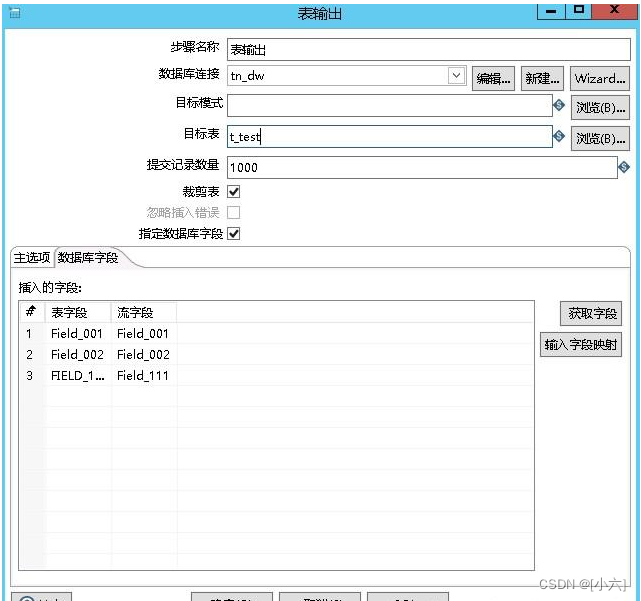 表输出
步骤名称 表输出
数据库连接 tn_dw 编辑... 新建... Wizard...
目标模式 浏览(B)...
目标表 t_test 浏览(B)...
提交记录数量 1000
裁剪表
忽略插入错误
指定数据库字段
主选项 数据库字段
插入的字段:
# 表字段 流字段
1 Field_001 Field_001
2 Field_002 Field_002
3 FIELD_1... Field_111
获取字段
输入字段映射
CSDN @[小六]